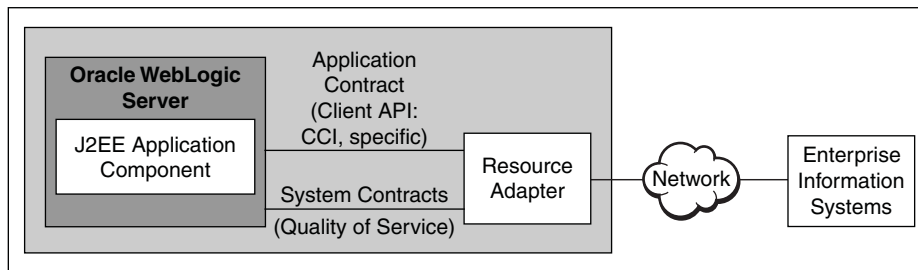 Oracle WebLogic
Server
J2EE Application
Component
Application
Contract
(Client API:
CCI, specific)
System Contracts
(Quality of Service)
Resource
Adapter
Network
Enterprise
Information
Systems